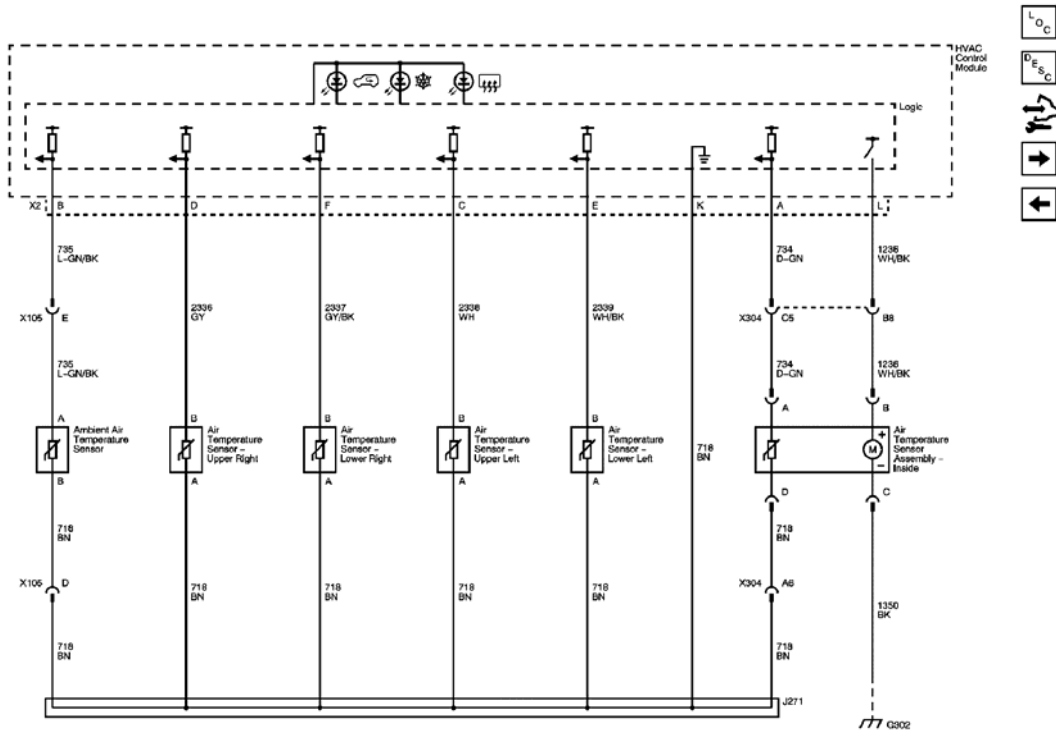 LOC
HVAC
Control
Module
DESC
Logic
X2 B D F C E K A L
735
L-GN/BK
734
D-GN
1236
WH/BK
X105 E
2336
GY
2337
GY/BK
2338
WH
2339
WH/BK
X304 C5 B8
735
L-GN/BK
734
D-GN
1236
WH/BK
A B
A B B B B
Ambient Air
Temperature
Sensor
Air
Temperature
Sensor –
Upper Right
Air
Temperature
Sensor –
Lower Right
Air
Temperature
Sensor –
Upper Left
Air
Temperature
Sensor –
Lower Left
718
BN
+
M
–
Air
Temperature
Sensor
Assembly –
Inside
B A A A A
D C
718
BN
718
BN
X105 D
718
BN
718
BN
718
BN
718
BN
X304 A6
1350
BK
718
BN
718
BN
J271
G302